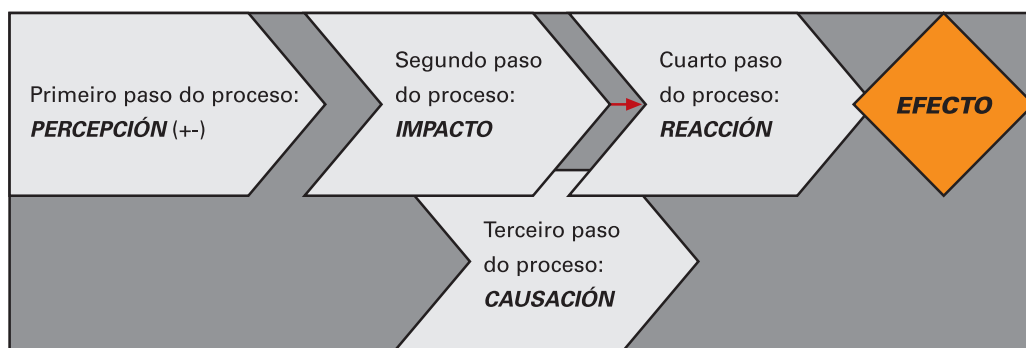 Primeiro paso do proceso:
PERCEPCIÓN (+-)
Segundo paso
do proceso:
IMPACTO
Terceiro paso
do proceso:
CAUSACIÓN
Cuarto paso
do proceso:
REACCIÓN
EFECTO